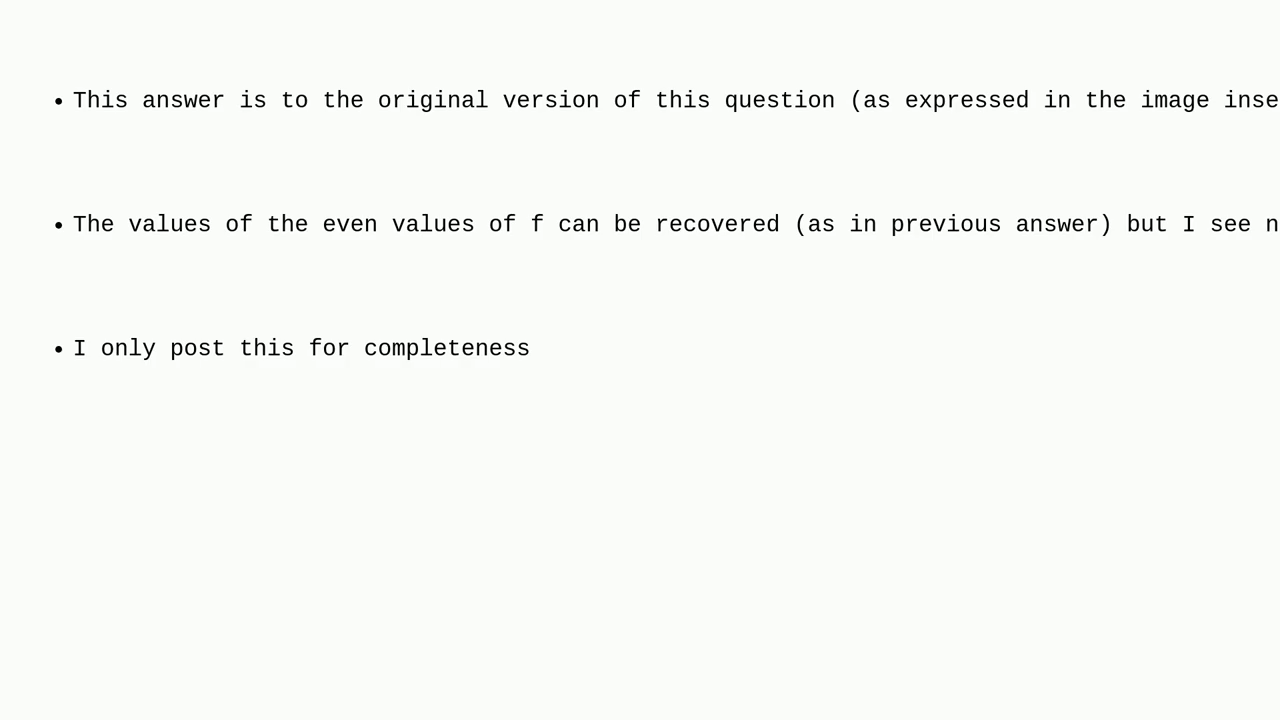 • This answer is to the original version of this question (as expressed in the image
• The values of the even values of f can be recovered (as in previous answer) but I see
• I only post this for completeness